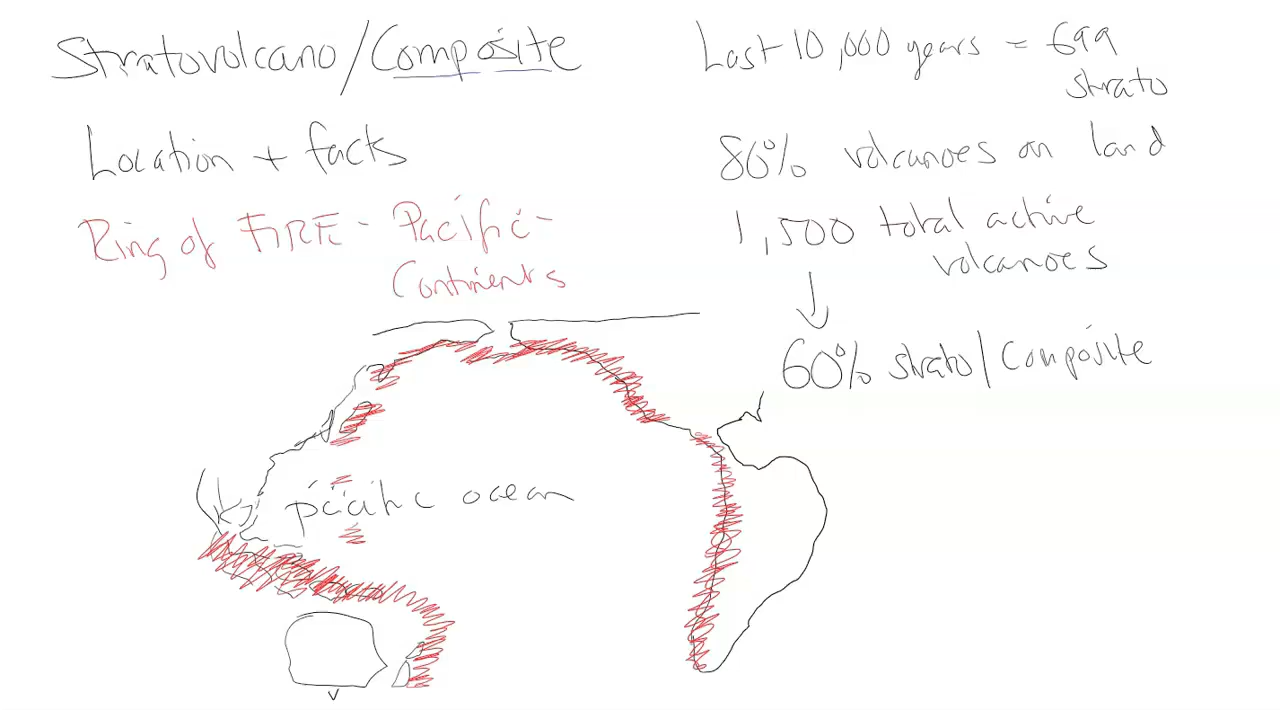 Stratovolcano/Composite
Location + facts
Ring of FIRE - Pacific-
Continents
pacific ocean
Last 10,000 years = 699
strato
80% volcanoes on land
1,500 total active
volcanoes
60% strato/Composite